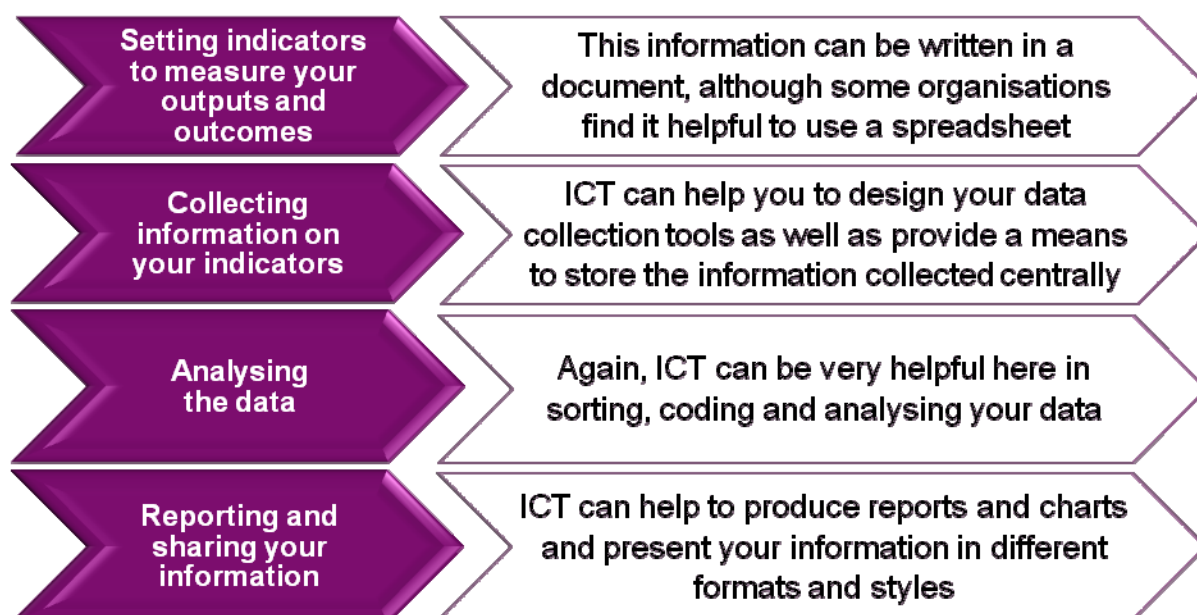 Setting indicators
to measure your
outputs and
outcomes
This information can be written in a
document, although some organisations
find it helpful to use a spreadsheet
Collecting
information on
your indicators
ICT can help you to design your data
collection tools as well as provide a means
to store the information collected centrally
Analysing
the data
Again, ICT can be very helpful here in
sorting, coding and analysing your data
Reporting and
sharing your
information
ICT can help to produce reports and charts
and present your information in different
formats and styles